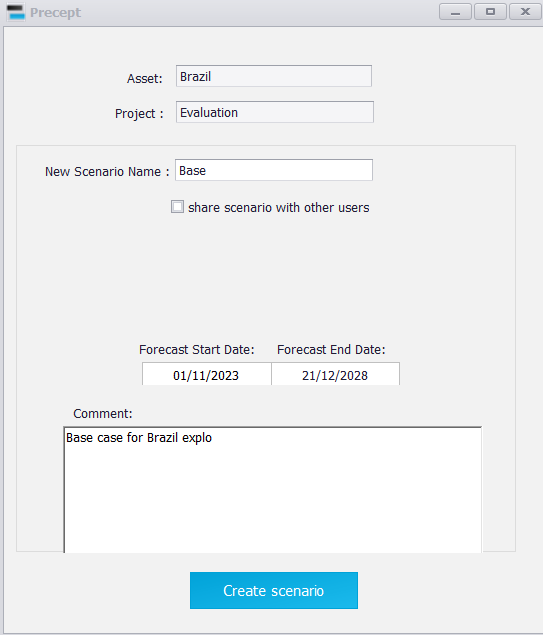 Precept
Asset: Brazil
Project : Evaluation
New Scenario Name : Base
share scenario with other users
Forecast Start Date: Forecast End Date:
01/11/2023 21/12/2028
Comment:
Base case for Brazil explo
Create scenario